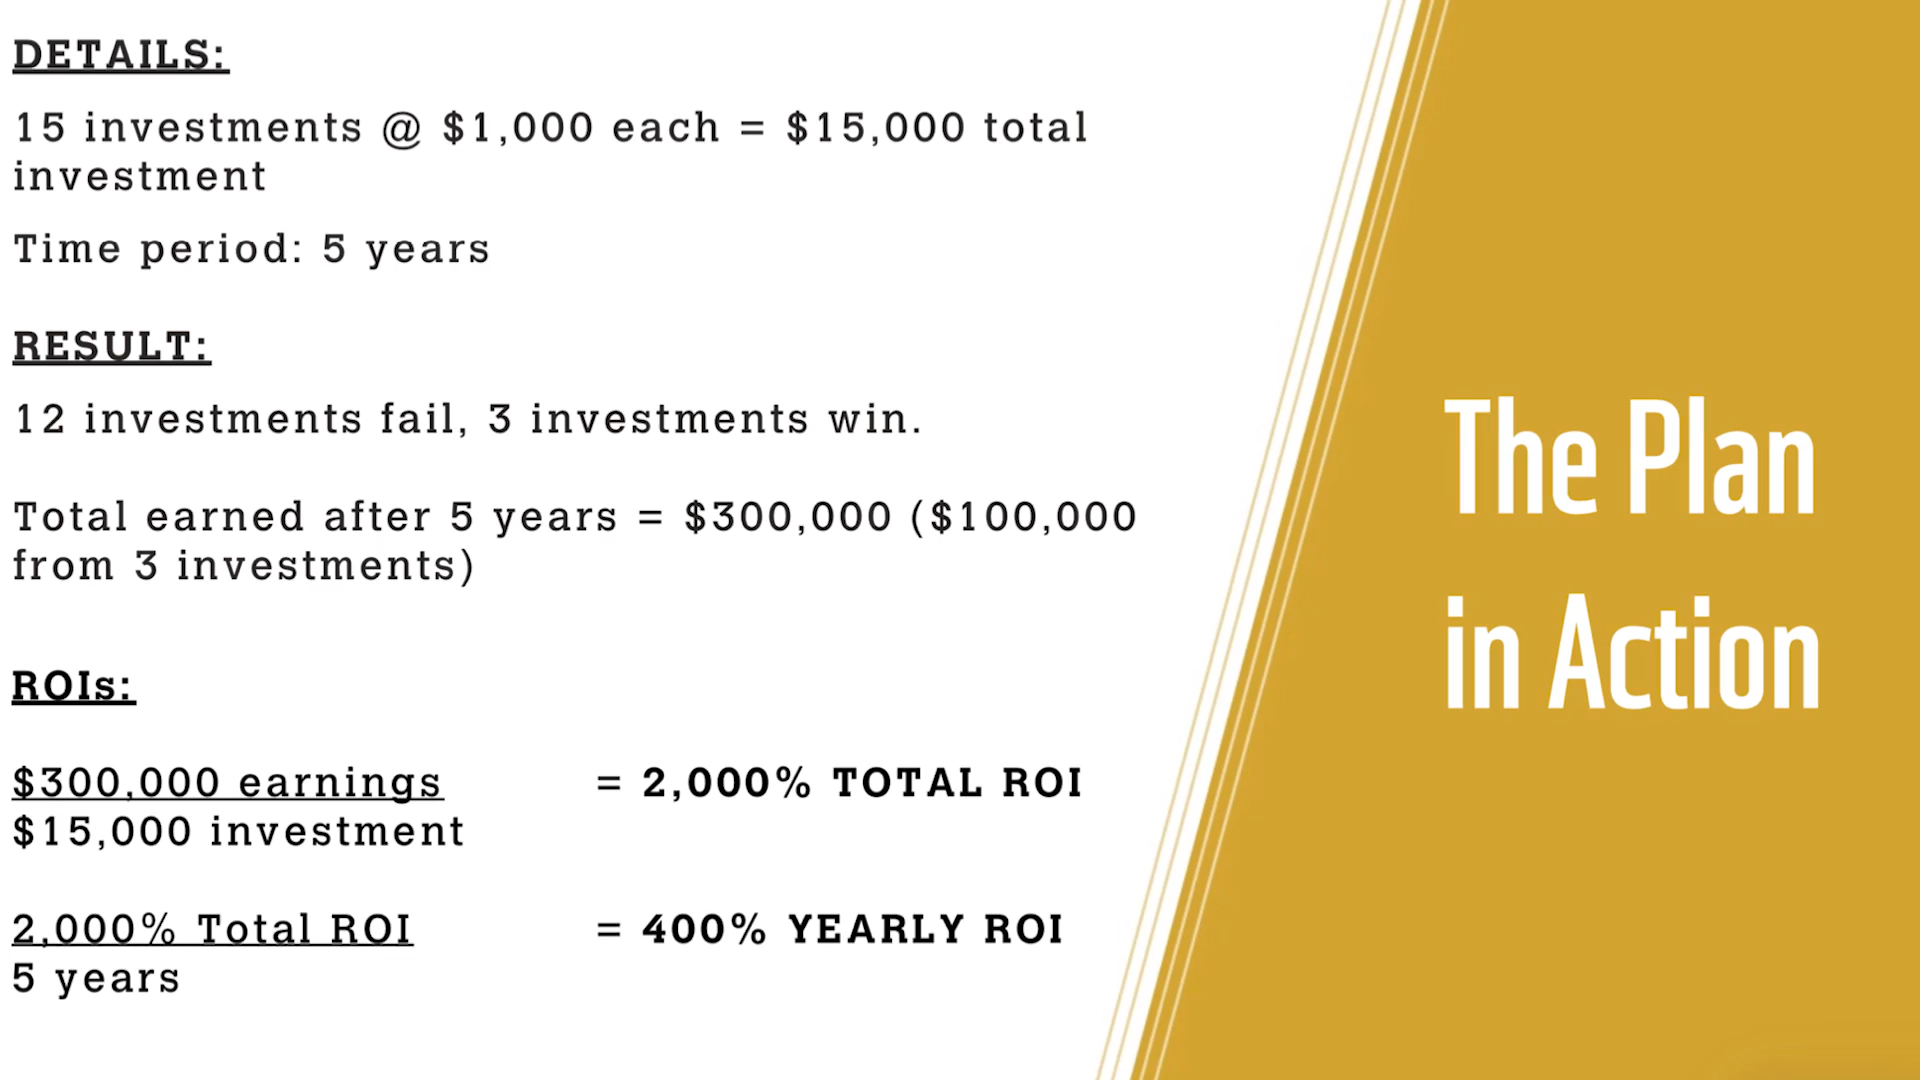 DETAILS:
15 investments @ $1,000 each = $15,000 total
investment
Time period: 5 years
RESULT:
12 investments fail, 3 investments win.
Total earned after 5 years = $300,000 ($100,000
from 3 investments)
ROIs:
$300,000 earnings = 2,000% TOTAL ROI
$15,000 investment
2,000% Total ROI = 400% YEARLY ROI
5 years
The Plan
in Action